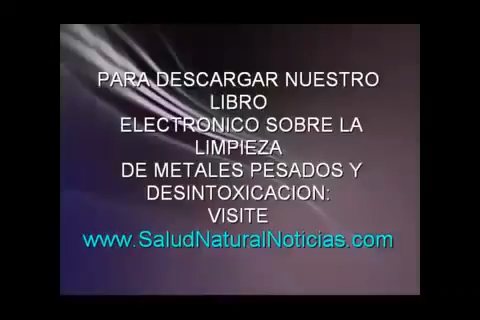 PARA DESCARGAR NUESTRO
LIBRO
ELECTRONICO SOBRE LA
LIMPIEZA
DE METALES PESADOS Y
DESINTOXICACION:
VISITE
www.SaludNaturalNoticias.com